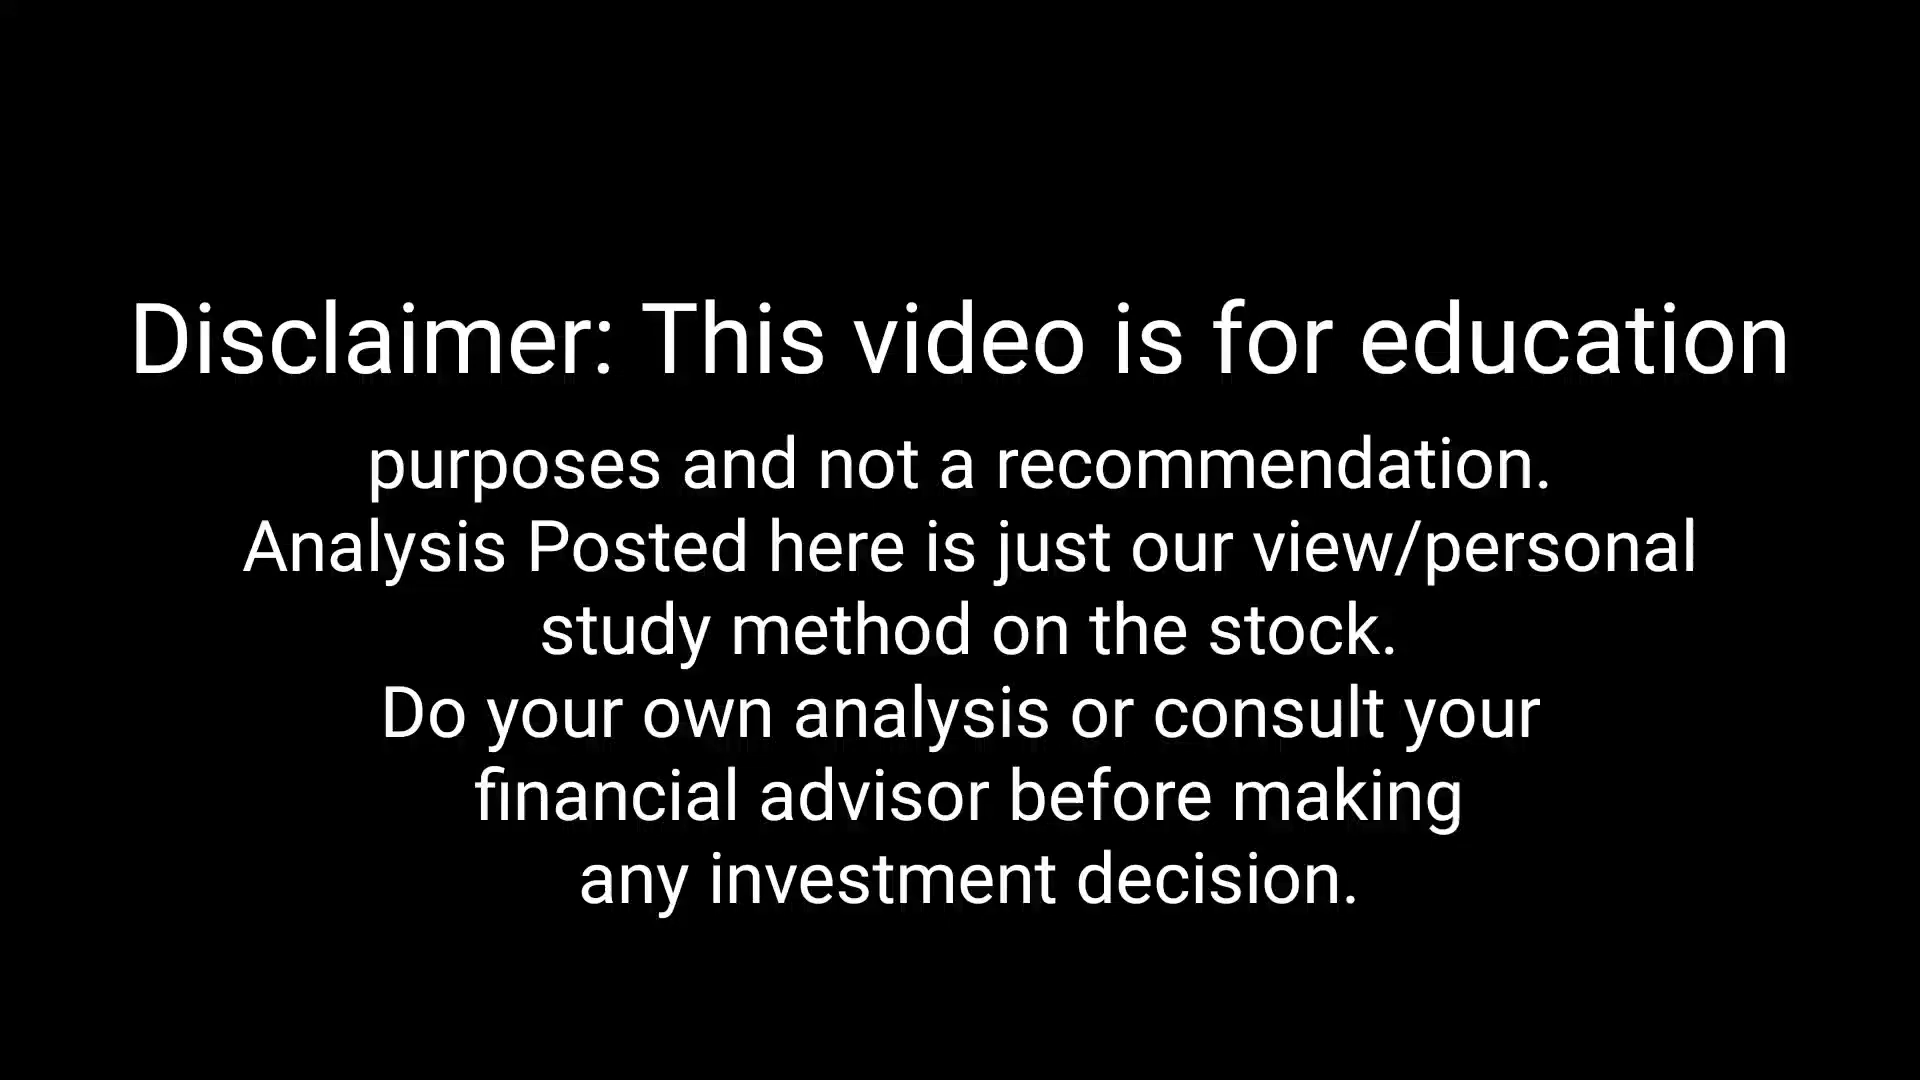 Disclaimer: This video is for education
purposes and not a recommendation.
Analysis Posted here is just our view/personal
study method on the stock.
Do your own analysis or consult your
financial advisor before making
any investment decision.